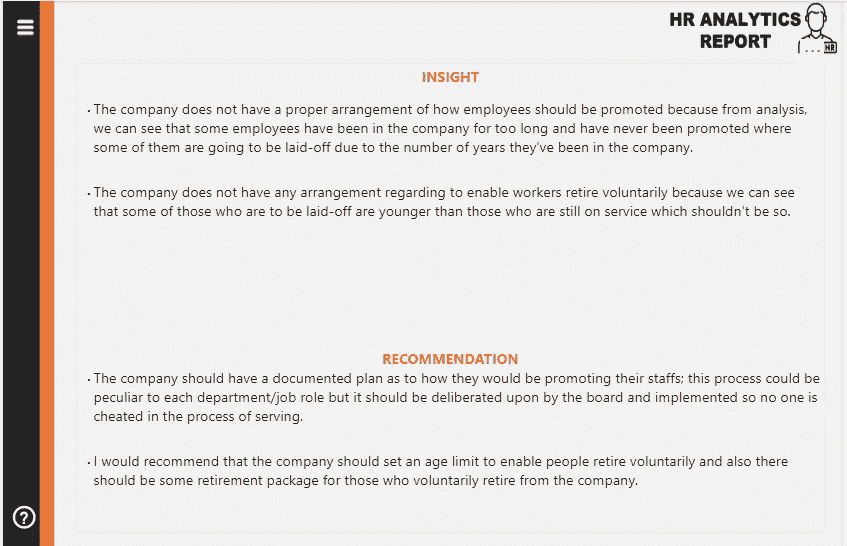 HR ANALYTICS
REPORT
HR
INSIGHT
· The company does not have a proper arrangement of how employees should be promoted because from analysis,
we can see that some employees have been in the company for too long and have never been promoted where
some of them are going to be laid-off due to the number of years they've been in the company.
· The company does not have any arrangement regarding to enable workers retire voluntarily because we can see
that some of those who are to be laid-off are younger than those who are still on service which shouldn't be so.
RECOMMENDATION
· The company should have a documented plan as to how they would be promoting their staffs; this process could be
peculiar to each department/job role but it should be deliberated upon by the board and implemented so no one is
cheated in the process of serving.
· I would recommend that the company should set an age limit to enable people retire voluntarily and also there
should be some retirement package for those who voluntarily retire from the company.
?